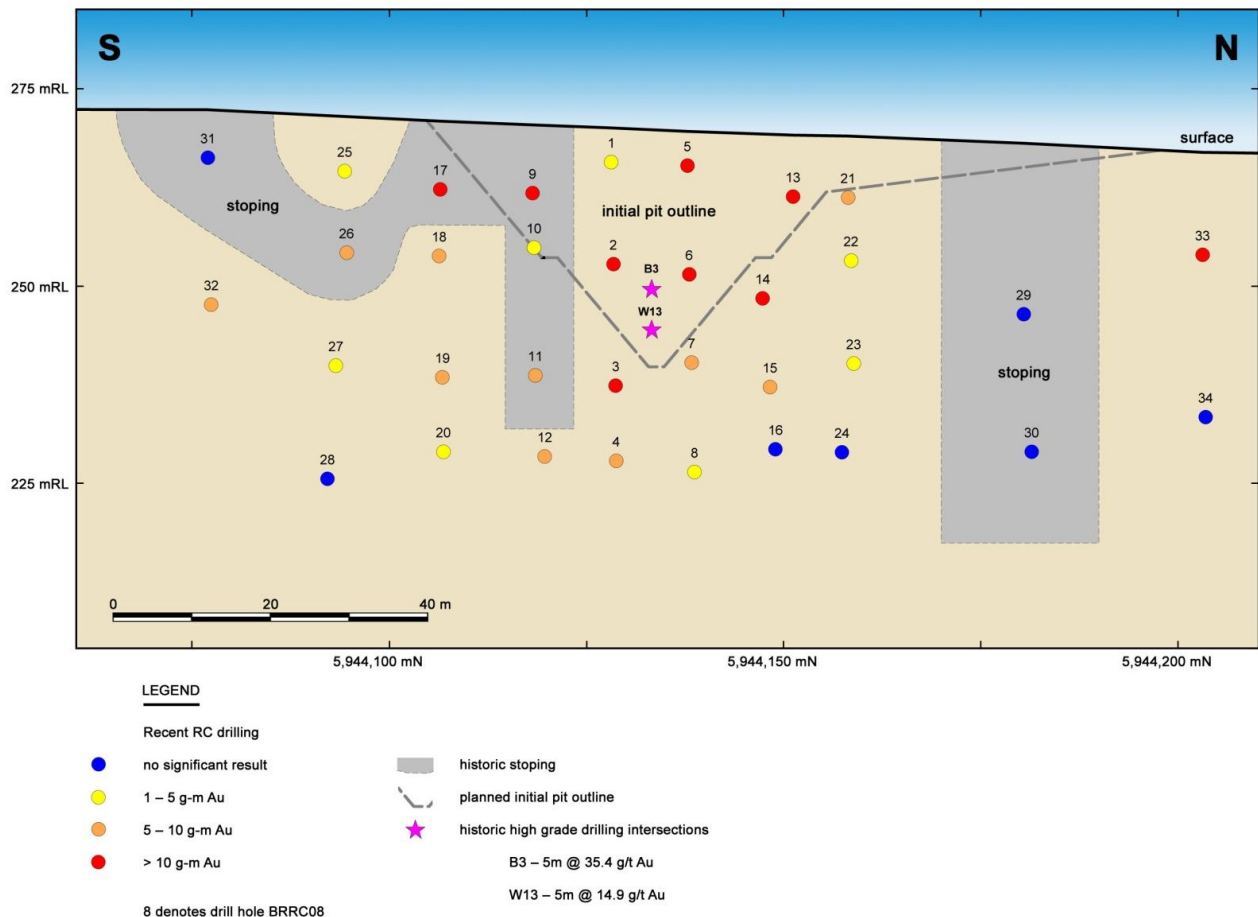 S
N
275 mRL
surface
31
25
1
5
17
9
13
21
stoping
initial pit outline
26
18
10
2
6
22
33
B3
32
14
29
W13
27
19
11
3
7
15
23
stoping
34
28
20
12
4
8
16
24
30
250 mRL
225 mRL
0 20 40 m
5,944,100 mN 5,944,150 mN 5,944,200 mN
LEGEND
Recent RC drilling
no significant result
1 – 5 g-m Au
5 – 10 g-m Au
> 10 g-m Au
8 denotes drill hole BRRC08
historic stoping
planned initial pit outline
historic high grade drilling intersections
B3 – 5m @ 35.4 g/t Au
W13 – 5m @ 14.9 g/t Au